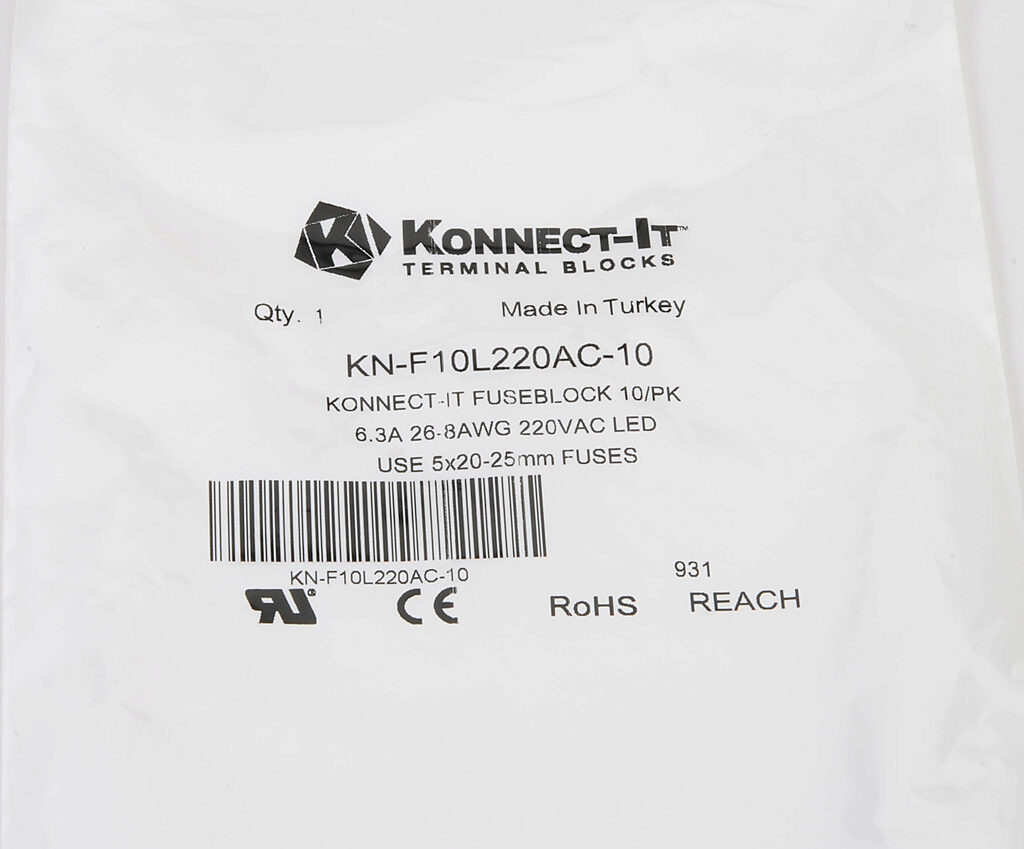 KONNECT-IT™
TERMINAL BLOCKS
Qty. 1 Made In Turkey
KN-F10L220AC-10
KONNECT-IT FUSEBLOCK 10/PK
6.3A 26-8AWG 220VAC LED
USE 5x20-25mm FUSES
KN-F10L220AC-10
931
RU® CE RoHS REACH